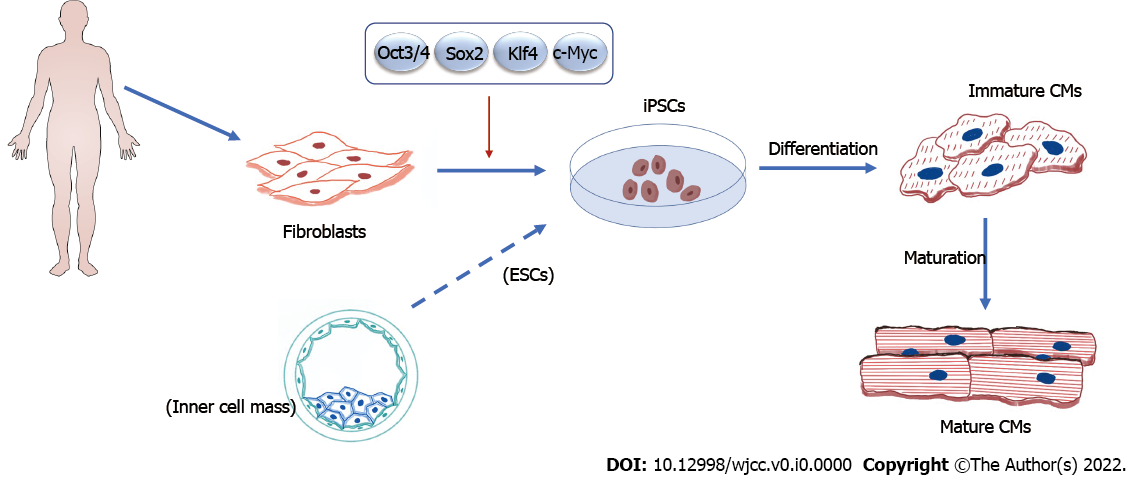 Oct3/4 Sox2 Klf4 c-Myc
iPSCs
Immature CMs
Differentiation
Fibroblasts
Maturation
(ESCs)
(Inner cell mass)
Mature CMs
DOI: 10.12998/wjcc.v0.i0.0000 Copyright ©The Author(s) 2022.